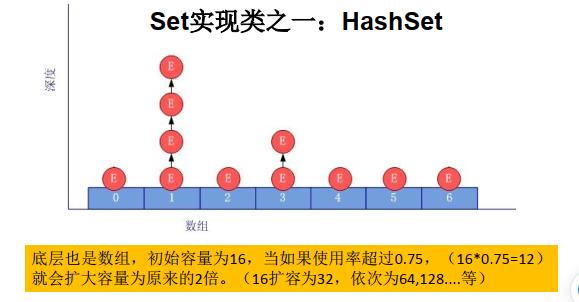 Set实现类之一：HashSet
深度
E
E
E
E E
E E E E E
0 1 2 3 4 5 6
数组
底层也是数组，初始容量为16，当如果使用率超过0.75，（16*0.75=12）
就会扩大容量为原来的2倍。（16扩容为32，依次为64,128....等）